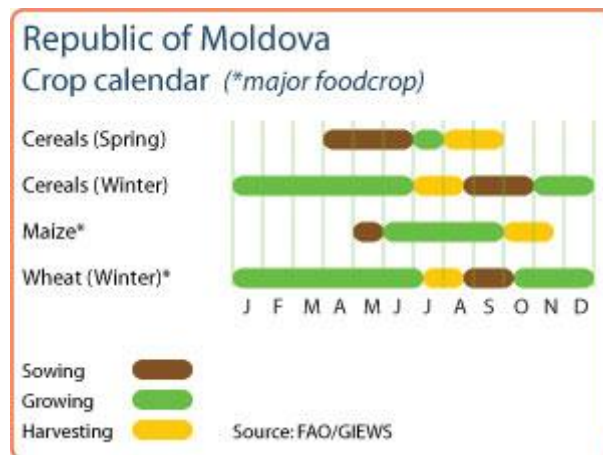 Republic of Moldova
Crop calendar (*major foodcrop)
Cereals (Spring)
Cereals (Winter)
Maize*
Wheat (Winter)*
J F M A M J J A S O N D
Sowing
Growing
Harvesting Source: FAO/GIEWS